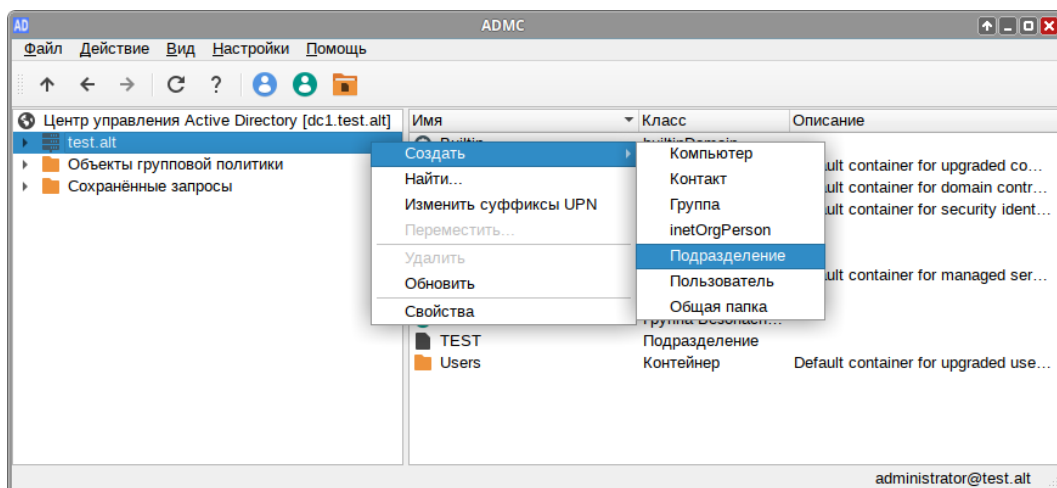 AD ADMC
Файл Действие Вид Настройки Помощь
?
Центр управления Active Directory [dc1.test.alt]
Имя Класс Описание
test.alt
Объекты групповой политики
Сохранённые запросы
Создать
Найти...
Изменить суффиксы UPN
Переместить...
Удалить
Обновить
Свойства
Компьютер
Контакт
Группа
inetOrgPerson
Подразделение
Пользователь
Общая папка
Builtin builtinDomain
ault container for upgraded co...
ult container for domain contr...
ult container for security ident...
ult container for managed ser...
TEST Подразделение
Users Контейнер Default container for upgraded use...
administrator@test.alt